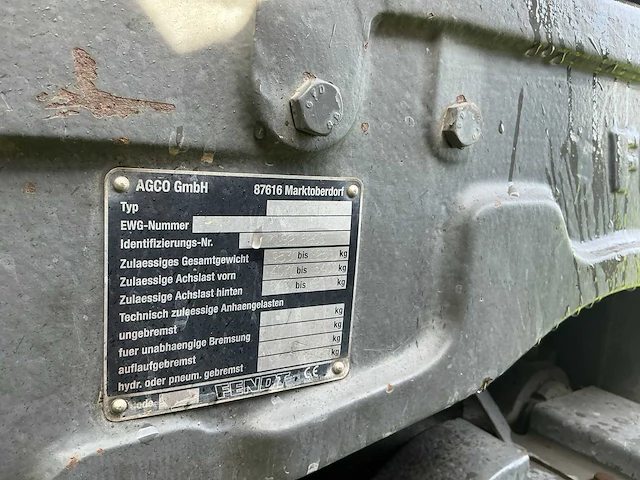 AGCO GmbH 87616 Marktoberdorf
Typ
EWG-Nummer
Identifizierungs-Nr.
Zulaessiges Gesamtgewicht bis kg
Zulaessige Achslast vorn bis kg
Zulaessige Achslast hinten bis kg
Technisch zulaessige Anhaengelasten
ungebremst kg
fuer unabhaengige Bremsung kg
auflaufgebremst kg
hydr. oder pneum. gebremst kg
FENDT CE